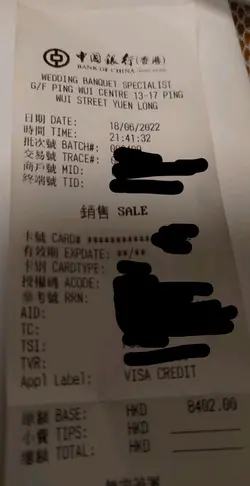 中國銀行(香港)
BANK OF CHINA
WEDDING BANQUET SPECIALIST
G/F PING WUI CENTRE 13-17 PING
WUI STREET YUEN LONG
日期 DATE: 18/06/2022
時間 TIME: 21:41:32
批次號 BATCH#:
交易號 TRACE#:
商戶號 MID:
終端號 TID:
銷售 SALE
卡號 CARD# ************
有效期 EXPDATE: **/**
卡別 CARDTYPE:
授權碼 ACODE:
參考號 RRN:
AID:
TC:
TSI:
TVR:
Appl Label: VISA CREDIT
銀額 BASE: HKD 8402.00
小費 TIPS: HKD
總額 TOTAL: HKD